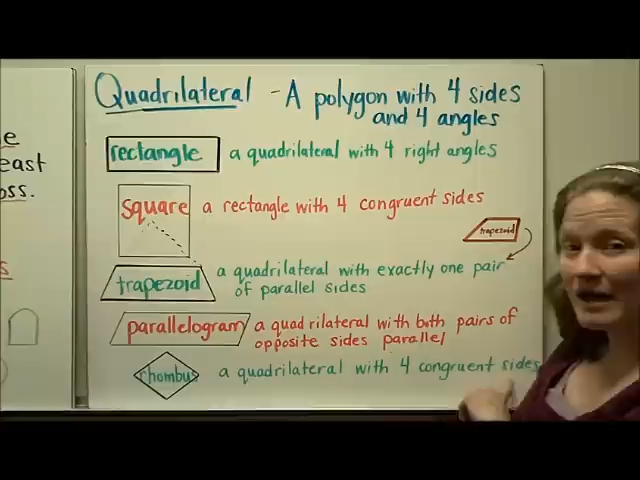 Quadrilateral - A polygon with 4 sides
and 4 angles
rectangle a quadrilateral with 4 right angles
square a rectangle with 4 congruent sides
trapezoid
trapezoid a quadrilateral with exactly one pair
of parallel sides
parallelogram a quadrilateral with both pairs of
opposite sides parallel
rhombus a quadrilateral with 4 congruent sides
e
east
oss.
s